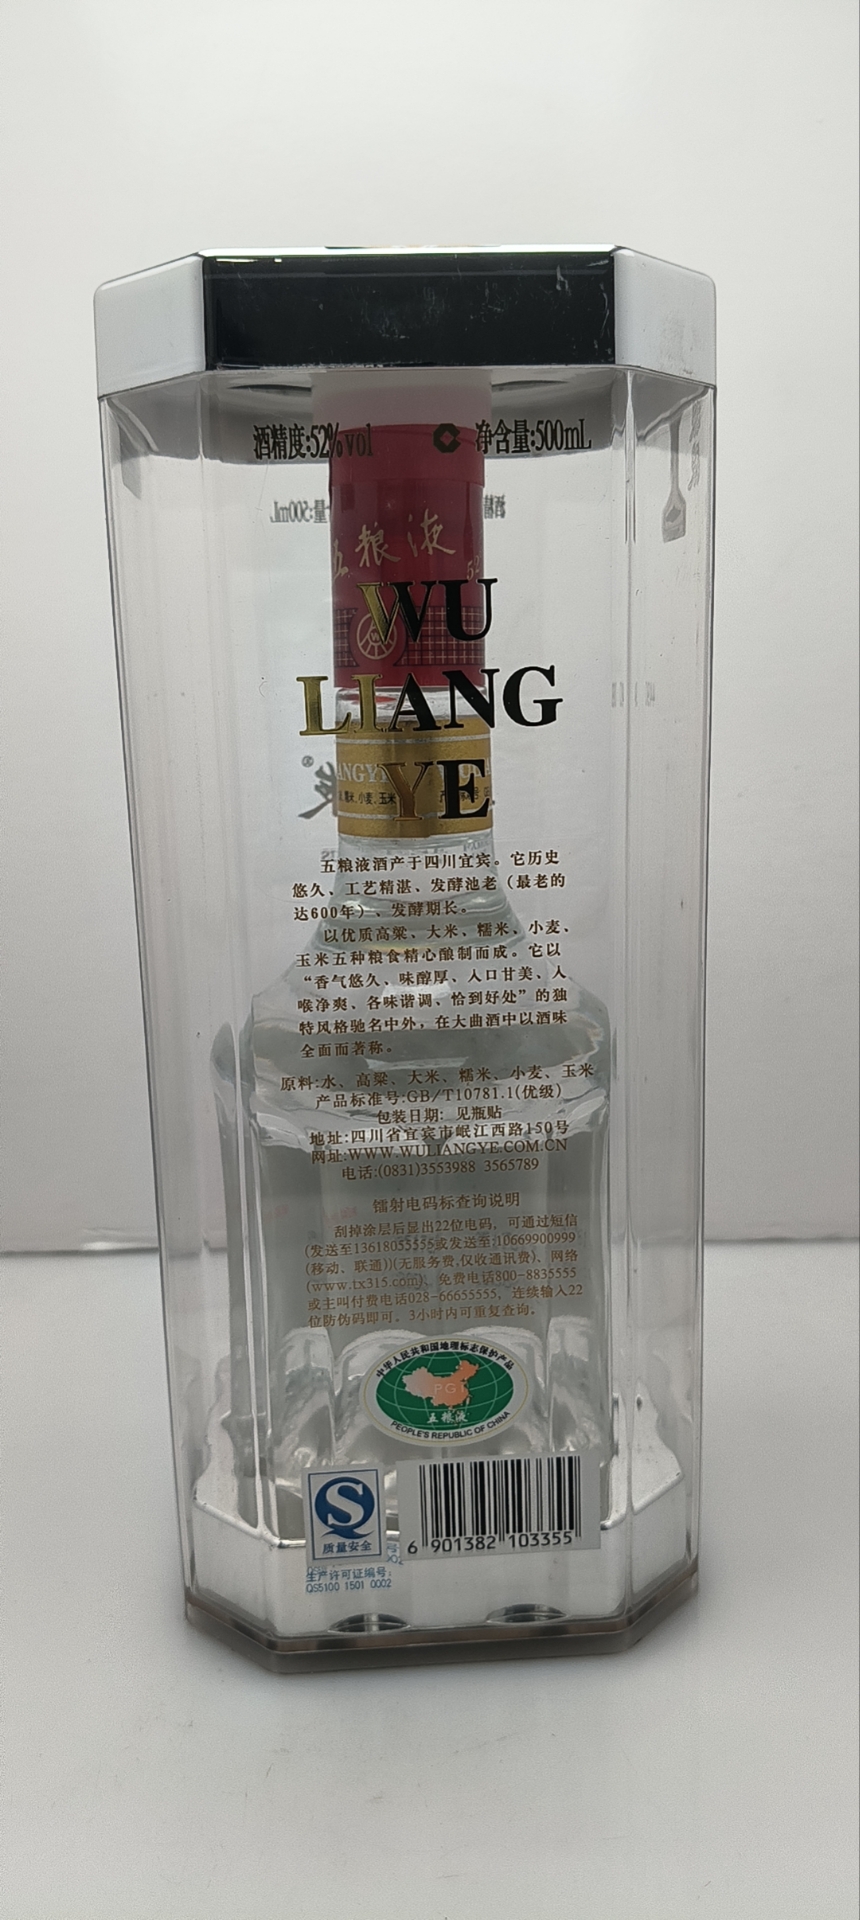 酒精度:52%vol 净含量:500mL
五粮液
52
WU
LIANG
YE
五粮液酒产于四川宜宾。它历史
悠久、工艺精湛、发酵池老（最老的
达600年）、发酵期长。
以优质高粱、大米、糯米、小麦、
玉米五种粮食精心酿制而成。它以
“香气悠久、味醇厚、入口甘美、入
喉净爽、各味谐调、恰到好处”的独
特风格驰名中外，在大曲酒中以酒味
全面而著称。
原料:水、高粱、大米、糯米、小麦、玉米
产品标准号:GB/T10781.1(优级)
包装日期: 见瓶贴
地址:四川省宜宾市岷江西路150号
网址:WWW.WULIANGYE.COM.CN
电话:(0831)3553988 3565789
镭射电码标查询说明
刮掉涂层后显出22位电码，可通过短信
(发送至13618055555或发送至:10669900999
(移动、联通))(无服务费,仅收通讯费)、网络
(www.tx315.com)、免费电话800-8835555
或主叫付费电话028-66655555，连续输入22
位防伪码即可。3小时内可重复查询。
中华人民共和国地理标志保护产品
PGI
五粮液
PEOPLE'S REPUBLIC OF CHINA
S
质量安全
6 901382 103355
生产许可证编号:
QS5100 1501 0002